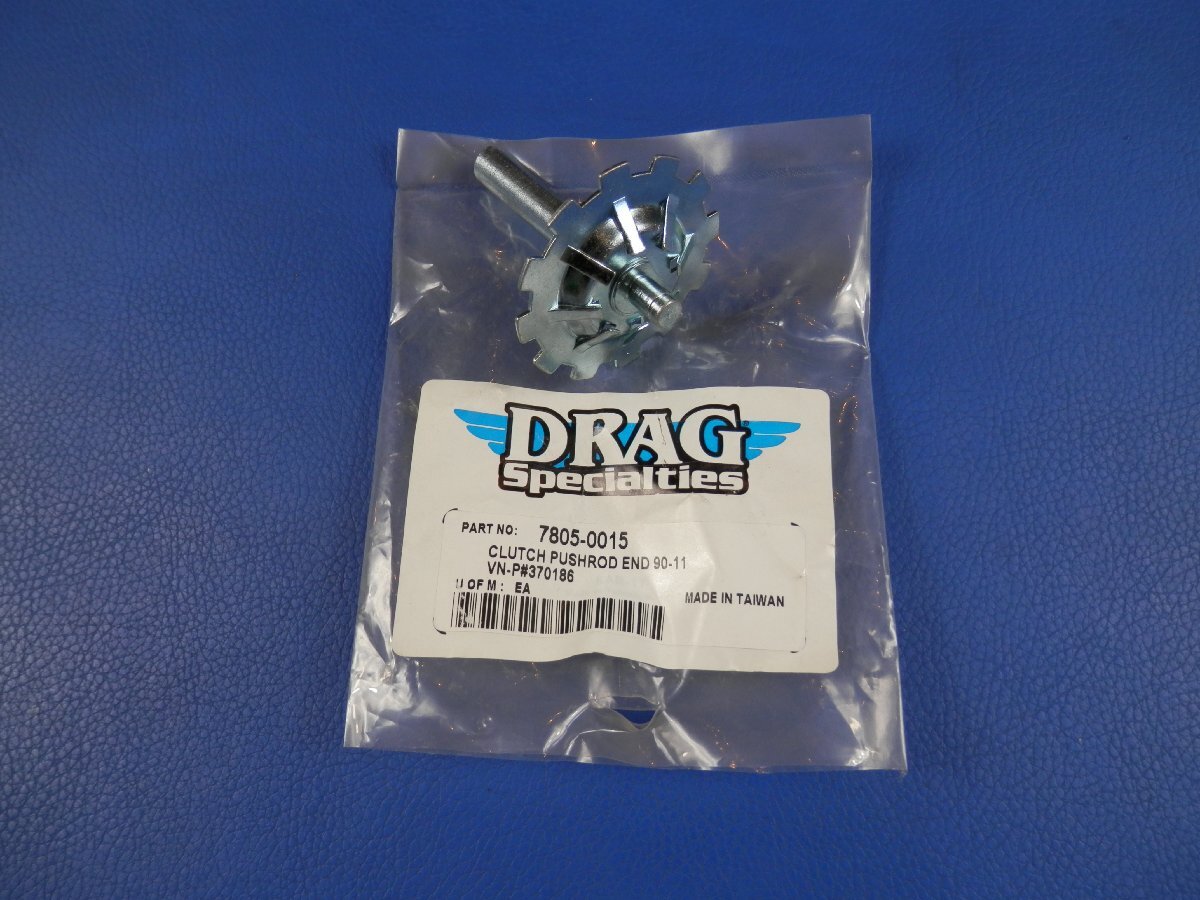 DRAG®
Specialties
PART NO: 7805-0015
CLUTCH PUSHROD END 90-11
VN-P#370186
U OF M : EA
MADE IN TAIWAN